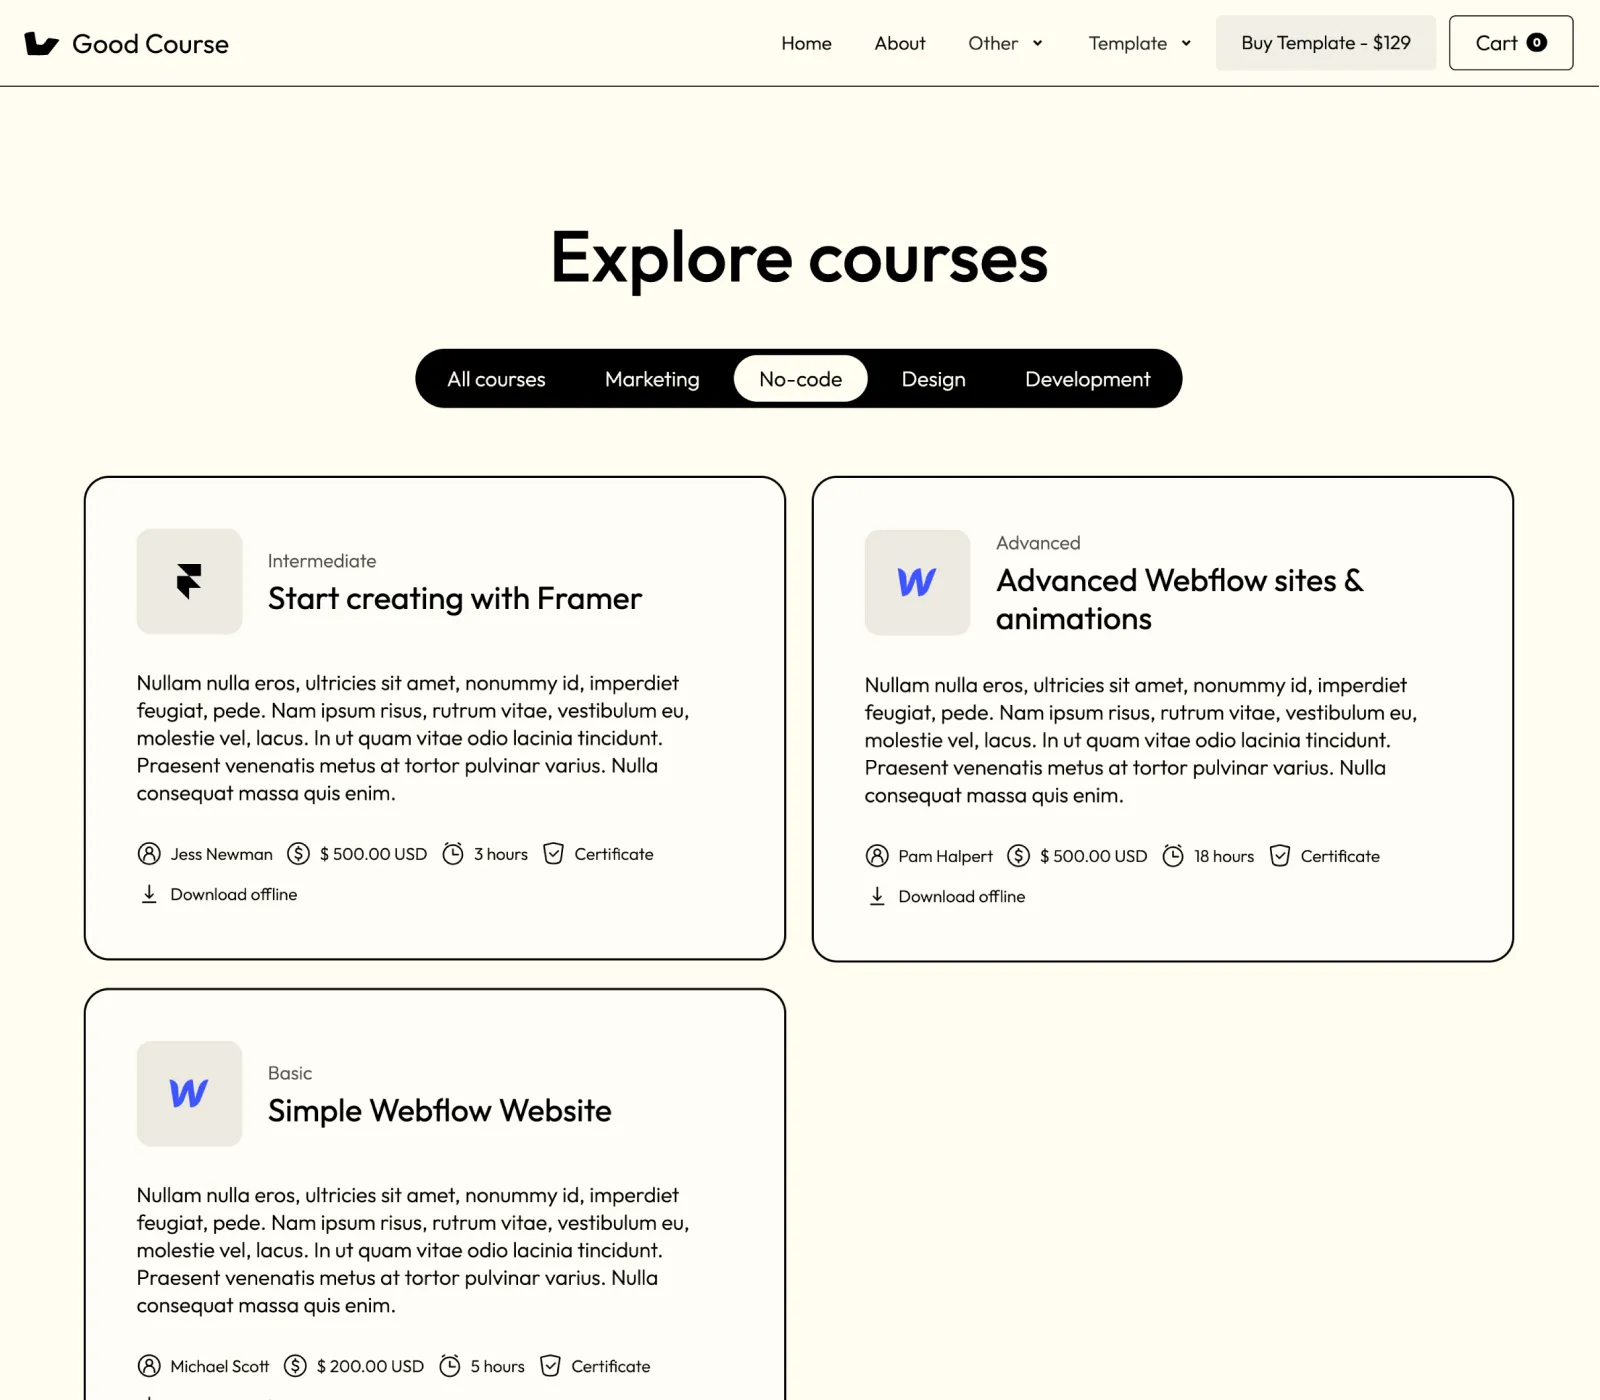 Good Course
Home
About
Other
Template
Buy Template - $129
Cart 0
Explore courses
All courses
Marketing
No-code
Design
Development
Intermediate
Start creating with Framer
Nullam nulla eros, ultricies sit amet, nonummy id, imperdiet
feugiat, pede. Nam ipsum risus, rutrum vitae, vestibulum eu,
molestie vel, lacus. In ut quam vitae odio lacinia tincidunt.
Praesent venenatis metus at tortor pulvinar varius. Nulla
consequat massa quis enim.
Jess Newman
$ 500.00 USD
3 hours
Certificate
Download offline
Advanced
Advanced Webflow sites &
animations
Nullam nulla eros, ultricies sit amet, nonummy id, imperdiet
feugiat, pede. Nam ipsum risus, rutrum vitae, vestibulum eu,
molestie vel, lacus. In ut quam vitae odio lacinia tincidunt.
Praesent venenatis metus at tortor pulvinar varius. Nulla
consequat massa quis enim.
Pam Halpert
$ 500.00 USD
18 hours
Certificate
Download offline
Basic
Simple Webflow Website
Nullam nulla eros, ultricies sit amet, nonummy id, imperdiet
feugiat, pede. Nam ipsum risus, rutrum vitae, vestibulum eu,
molestie vel, lacus. In ut quam vitae odio lacinia tincidunt.
Praesent venenatis metus at tortor pulvinar varius. Nulla
consequat massa quis enim.
Michael Scott
$ 200.00 USD
5 hours
Certificate